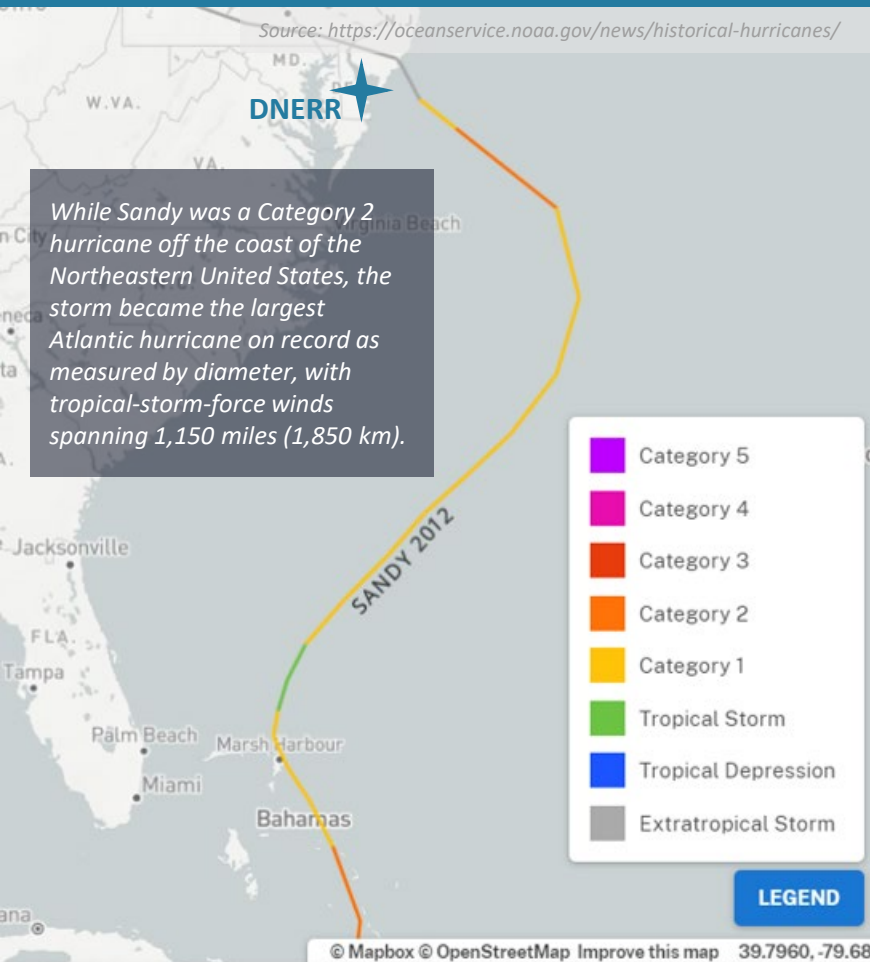 Source: https://oceanservice.noaa.gov/news/historical-hurricanes/
MD.
W.VA.
DNERR
VA.
While Sandy was a Category 2
hurricane off the coast of the
Northeastern United States, the
storm became the largest
Atlantic hurricane on record as
measured by diameter, with
tropical-storm-force winds
spanning 1,150 miles (1,850 km).
Virginia Beach
SANDY 2012
Jacksonville
FLA.
Tampa
Palm Beach
Marsh Harbour
Miami
Bahamas
Category 5
Category 4
Category 3
Category 2
Category 1
Tropical Storm
Tropical Depression
Extratropical Storm
LEGEND
© Mapbox © OpenStreetMap Improve this map 39.7960, -79.68